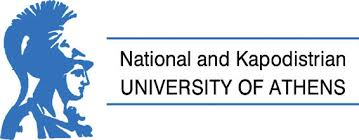 National and Kapodistrian
UNIVERSITY OF ATHENS